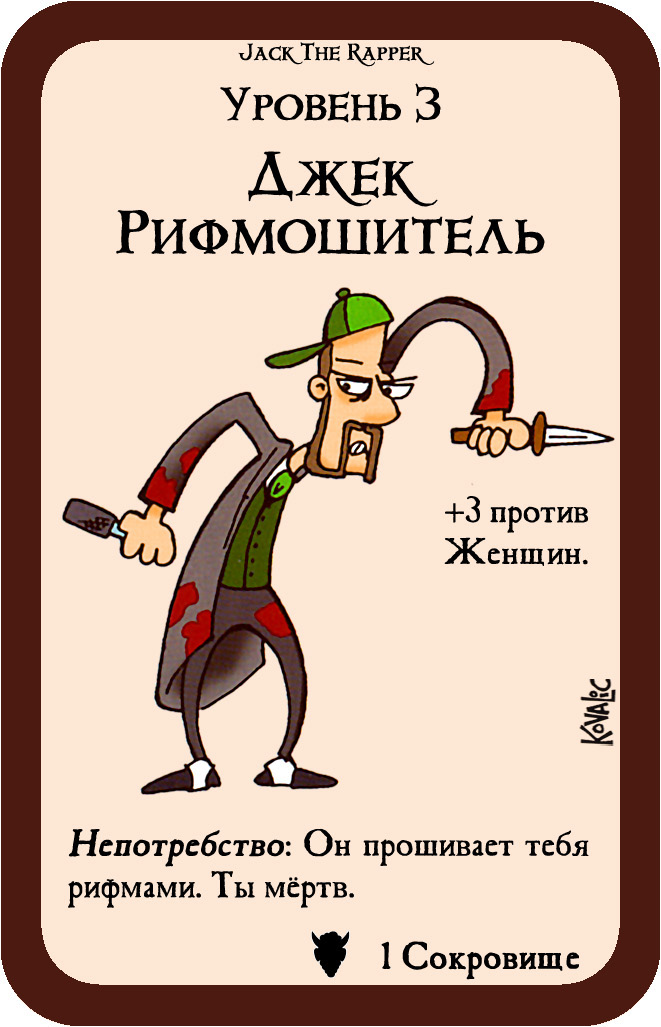 Jack The Rapper
Уровень 3
Джек
Рифмошитель
+3 против
Женщин.
Kovalic
Непотребство: Он прошивает тебя
рифмами. Ты мёртв.
1 Сокровище